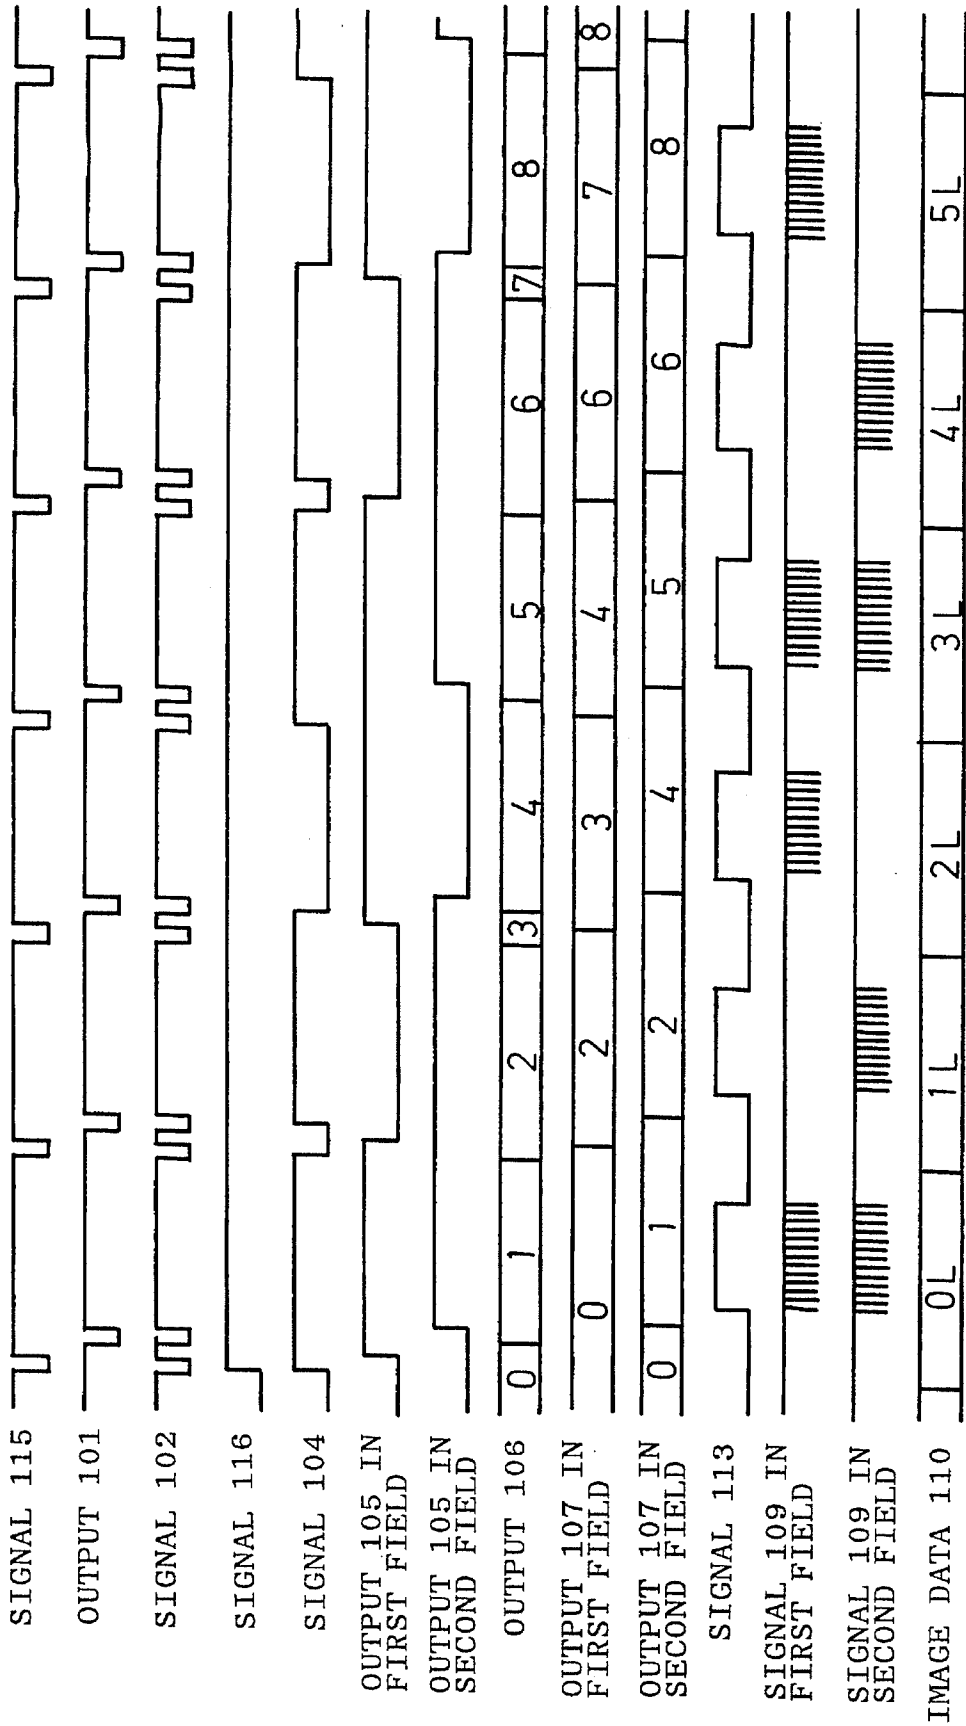 SIGNAL 115
OUTPUT 101
SIGNAL 102
SIGNAL 116
SIGNAL 104
OUTPUT 105 IN
FIRST FIELD
OUTPUT 105 IN
SECOND FIELD
OUTPUT 106
0 1 2 3 4 5 6 7 8
OUTPUT 107 IN
FIRST FIELD
0 2 3 4 6 7 8
OUTPUT 107 IN
SECOND FIELD
0 1 2 4 5 6 8
SIGNAL 113
SIGNAL 109 IN
FIRST FIELD
SIGNAL 109 IN
SECOND FIELD
IMAGE DATA 110
0L 1L 2L 3L 4L 5L